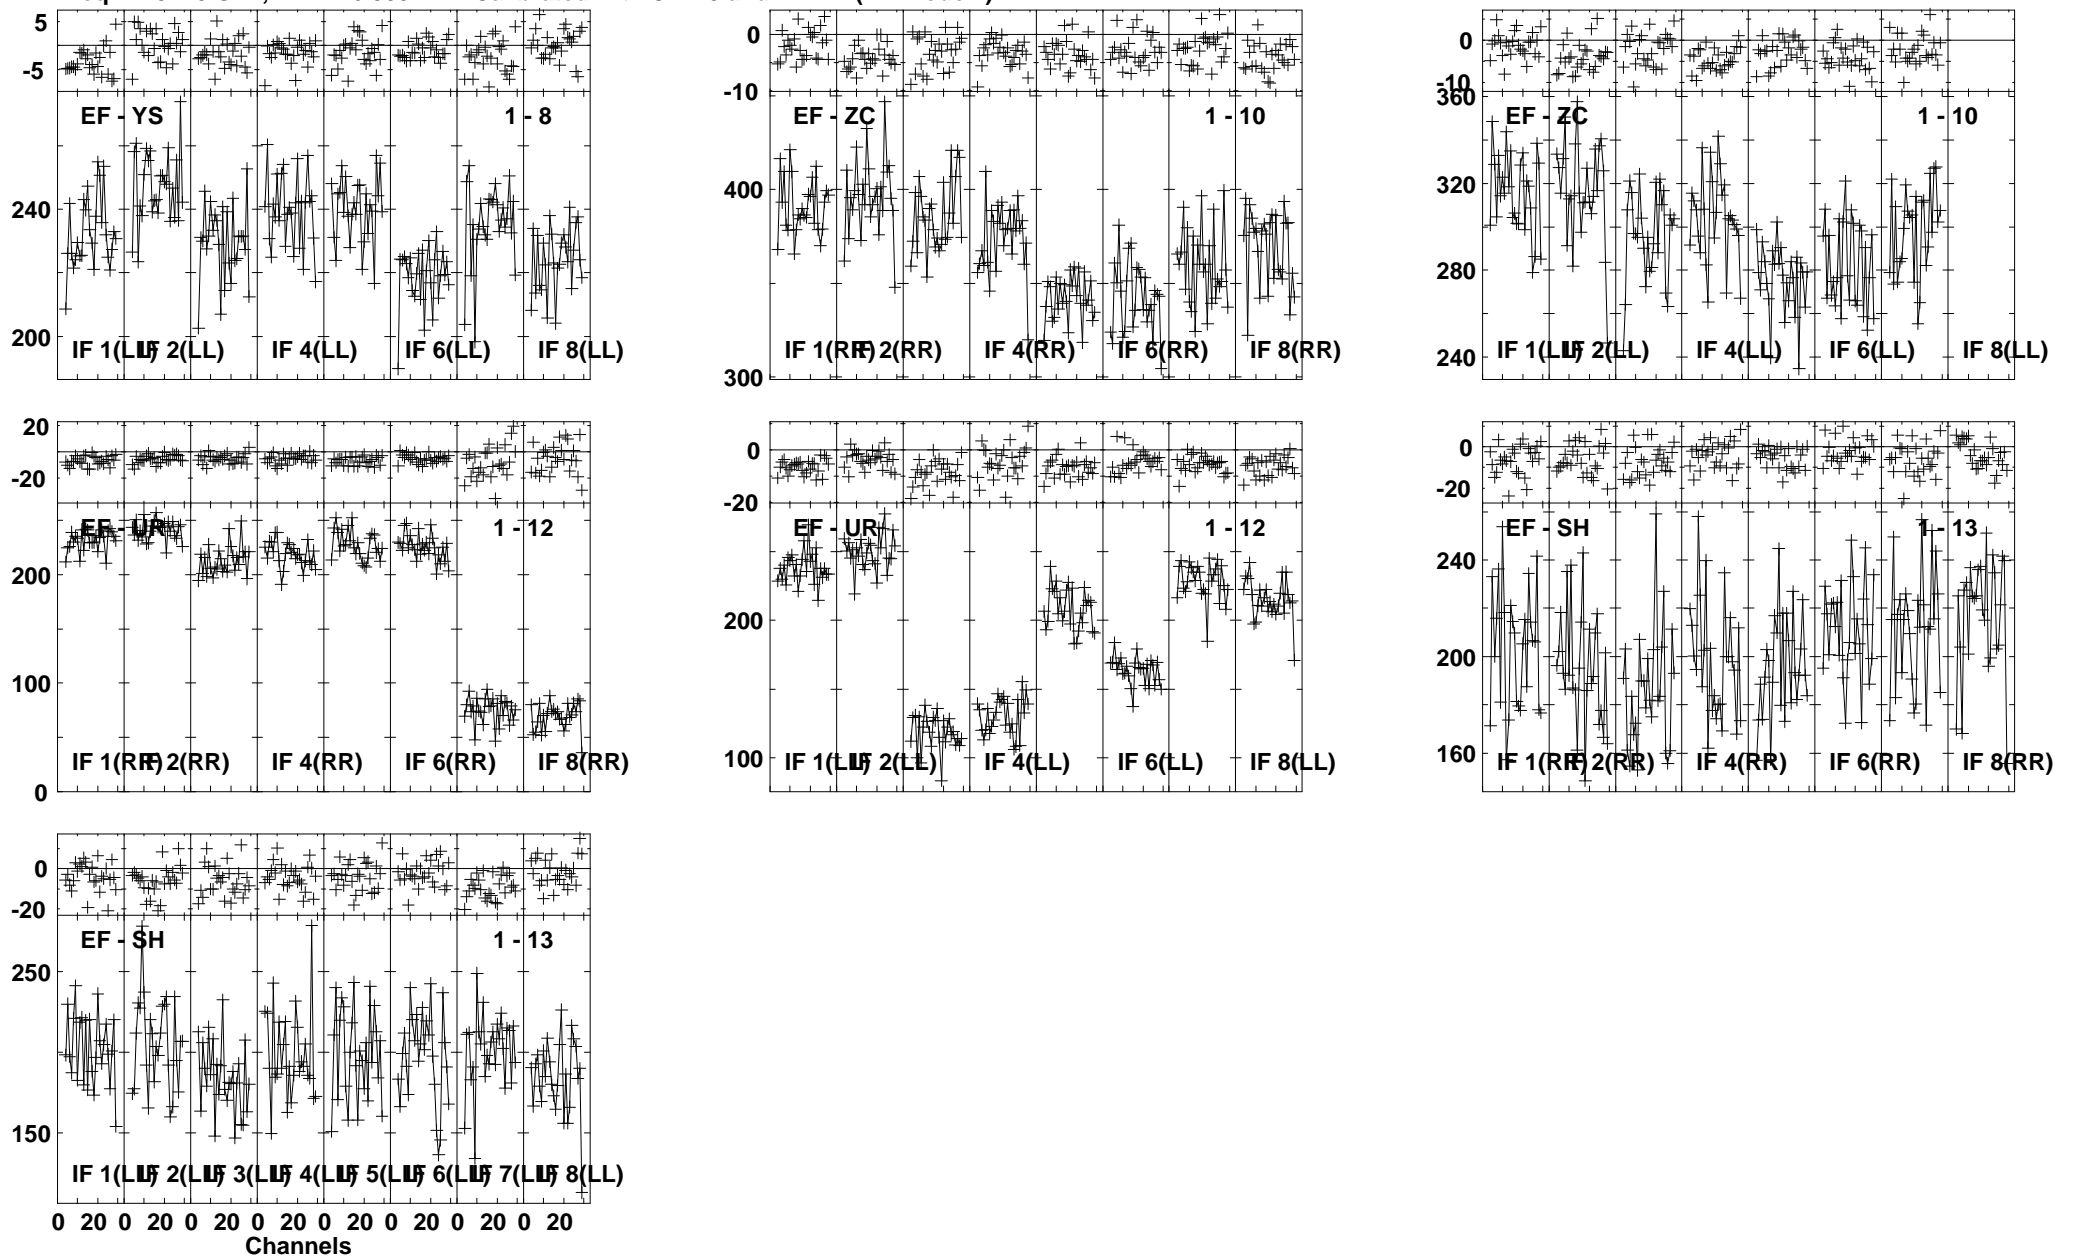 5
-5
EF - YS 1 - 8
240
200
IF 1(LL) IF 2(LL) IF 4(LL) IF 6(LL) IF 8(LL)
0
-10
EF - ZC 1 - 10
400
300
IF 1(RR) IF 2(RR) IF 4(RR) IF 6(RR) IF 8(RR)
0
-10
360
EF - ZC 1 - 10
320
280
240
IF 1(LL) IF 2(LL) IF 4(LL) IF 6(LL) IF 8(LL)
20
-20
EF - UR 1 - 12
200
100
0
IF 1(RR) IF 2(RR) IF 4(RR) IF 6(RR) IF 8(RR)
0
-20
EF - UR 1 - 12
200
100
IF 1(LL) IF 2(LL) IF 4(LL) IF 6(LL) IF 8(LL)
0
-20
EF - SH 1 - 13
240
200
160
IF 1(RR) IF 2(RR) IF 4(RR) IF 6(RR) IF 8(RR)
0
-20
EF - SH 1 - 13
250
150
IF 1(LL) IF 2(LL) IF 3(LL) IF 4(LL) IF 5(LL) IF 6(LL) IF 7(LL) IF 8(LL)
0 20 0 20 0 20 0 20 0 20 0 20 0 20 0 20
Channels